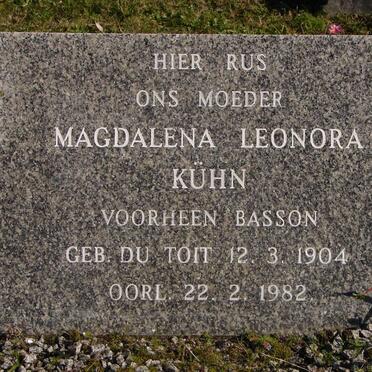 HIER RUS
ONS MOEDER
MAGDALENA LEONORA
KÜHN
VOORHEEN BASSON
GEB. DU TOIT 12. 3. 1904
OORL. 22. 2. 1982.